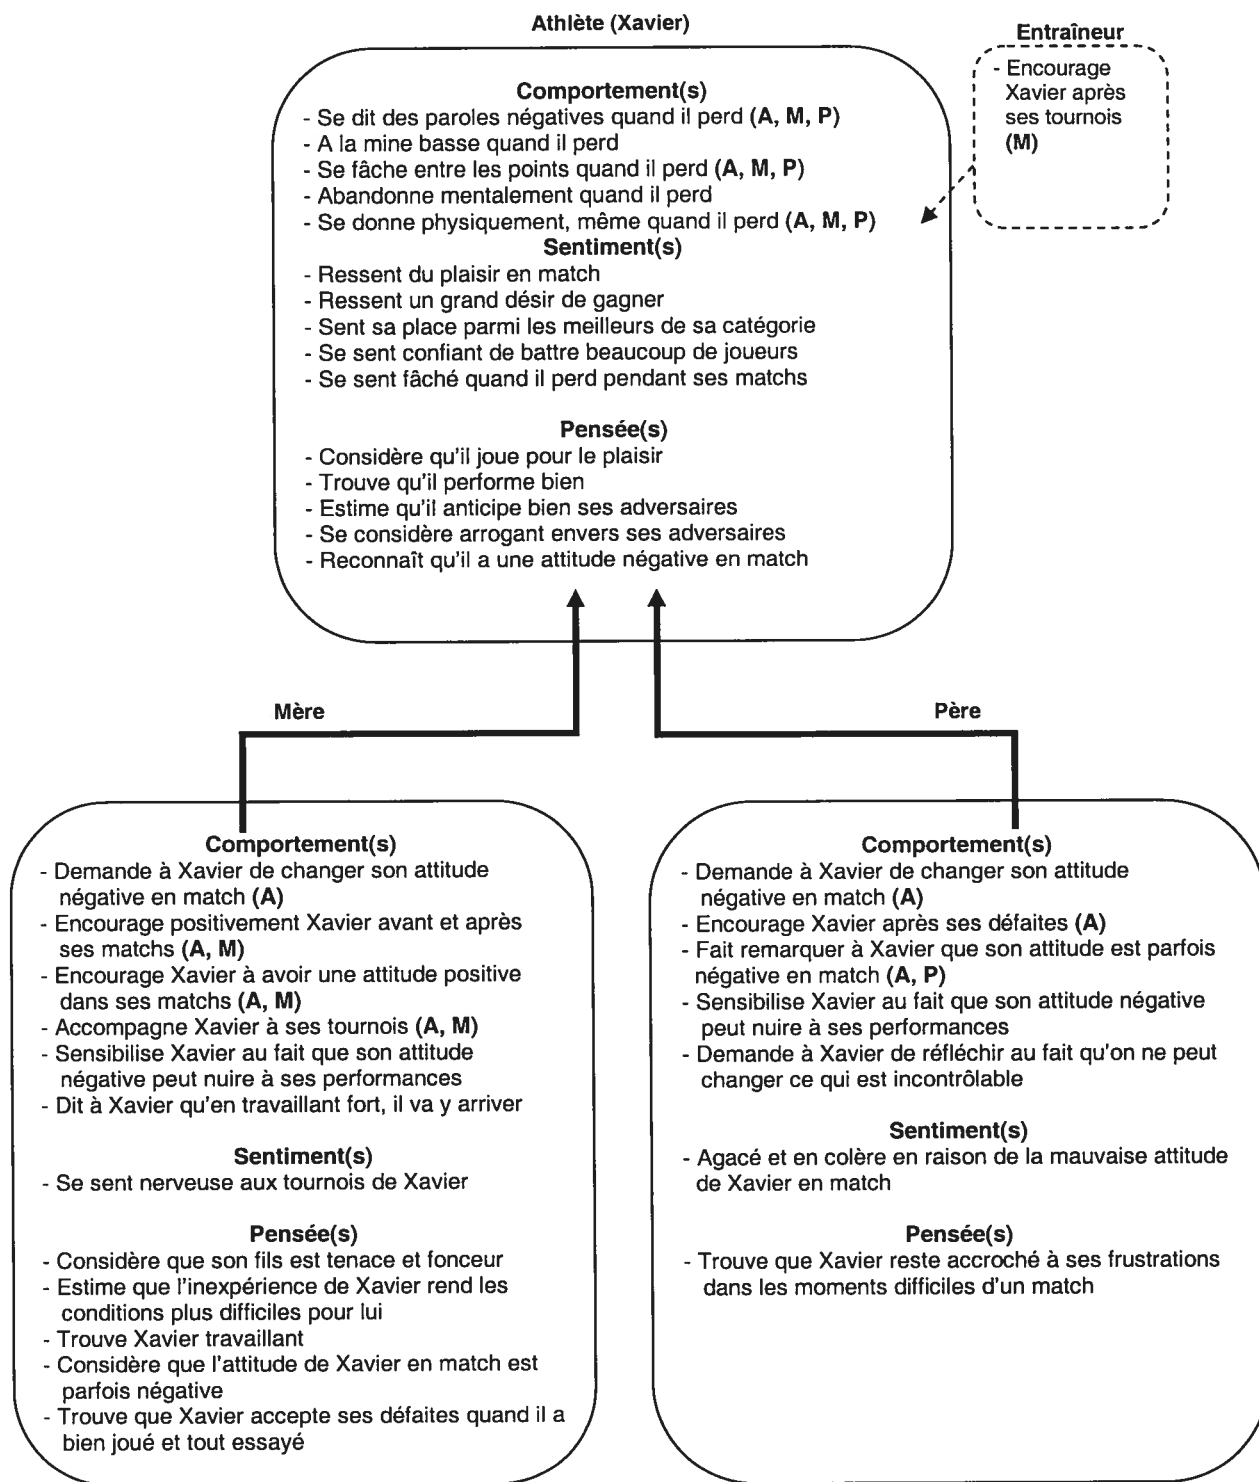 Athlète (Xavier)
Entraîneur
- Encourage
Xavier après
ses tournois
(M)
Comportement(s)
- Se dit des paroles négatives quand il perd (A, M, P)
- A la mine basse quand il perd
- Se fâche entre les points quand il perd (A, M, P)
- Abandonne mentalement quand il perd
- Se donne physiquement, même quand il perd (A, M, P)
Sentiment(s)
- Ressent du plaisir en match
- Ressent un grand désir de gagner
- Sent sa place parmi les meilleurs de sa catégorie
- Se sent confiant de battre beaucoup de joueurs
- Se sent fâché quand il perd pendant ses matchs
Pensée(s)
- Considère qu'il joue pour le plaisir
- Trouve qu'il performe bien
- Estime qu'il anticipe bien ses adversaires
- Se considère arrogant envers ses adversaires
- Reconnaît qu'il a une attitude négative en match
Mère
Comportement(s)
- Demande à Xavier de changer son attitude
négative en match (A)
- Encourage positivement Xavier avant et après
ses matchs (A, M)
- Encourage Xavier à avoir une attitude positive
dans ses matchs (A, M)
- Accompagne Xavier à ses tournois (A, M)
- Sensibilise Xavier au fait que son attitude
négative peut nuire à ses performances
- Dit à Xavier qu'en travaillant fort, il va y arriver
Sentiment(s)
- Se sent nerveuse aux tournois de Xavier
Pensée(s)
- Considère que son fils est tenace et fonceur
- Estime que l'inexpérience de Xavier rend les
conditions plus difficiles pour lui
- Trouve Xavier travaillant
- Considère que l'attitude de Xavier en match est
parfois négative
- Trouve que Xavier accepte ses défaites quand il a
bien joué et tout essayé
Père
Comportement(s)
- Demande à Xavier de changer son attitude
négative en match (A)
- Encourage Xavier après ses défaites (A)
- Fait remarquer à Xavier que son attitude est parfois
négative en match (A, P)
- Sensibilise Xavier au fait que son attitude négative
peut nuire à ses performances
- Demande à Xavier de réfléchir au fait qu'on ne peut
changer ce qui est incontrôlable
Sentiment(s)
- Agacé et en colère en raison de la mauvaise attitude
de Xavier en match
Pensée(s)
- Trouve que Xavier reste accroché à ses frustrations
dans les moments difficiles d'un match